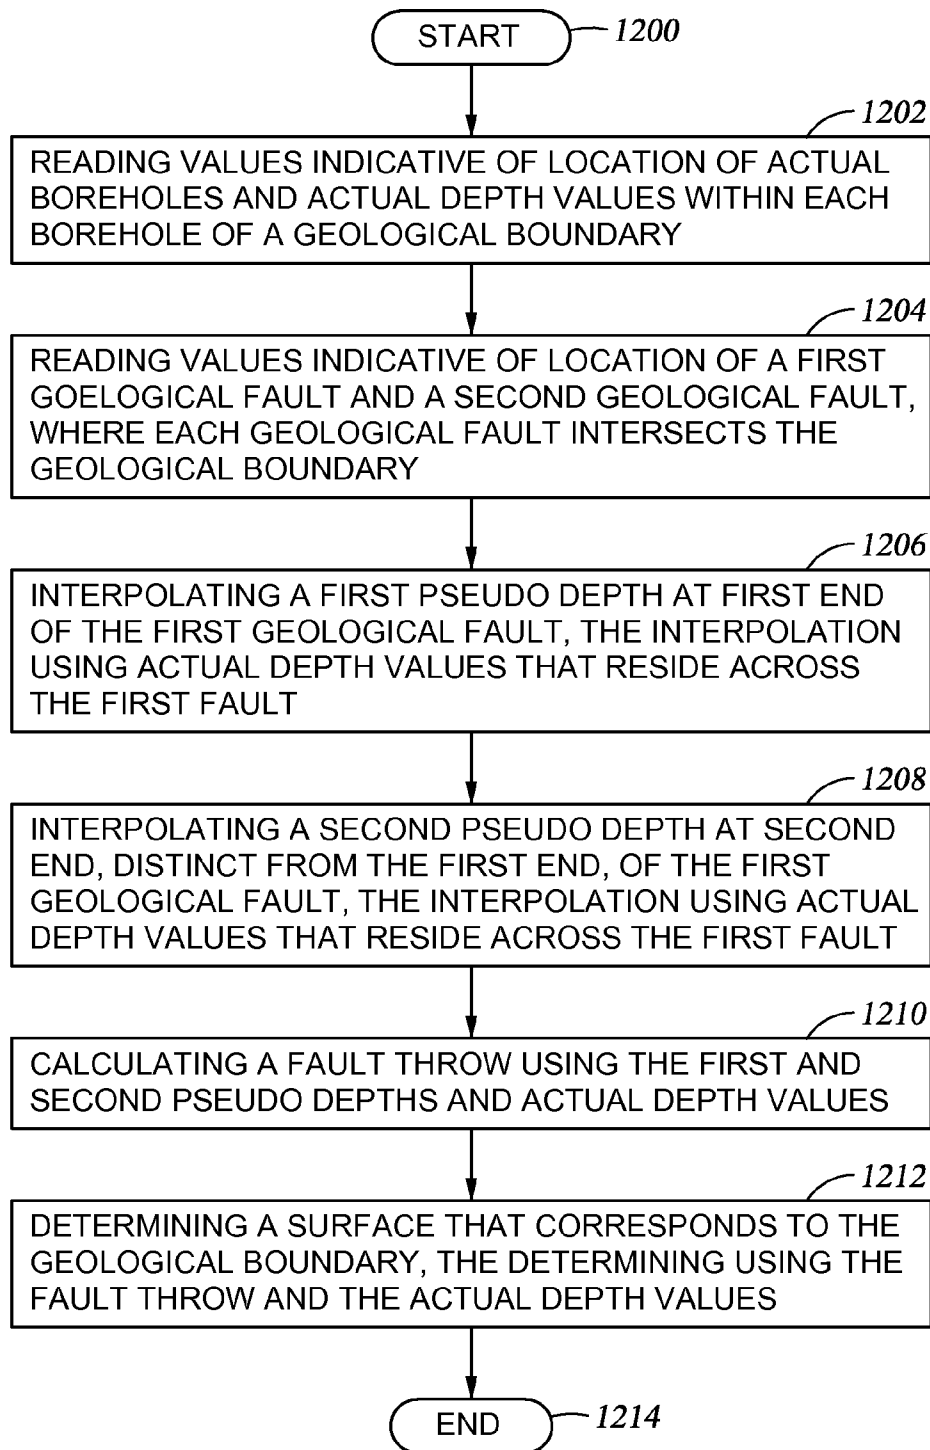 START
1200
1202
READING VALUES INDICATIVE OF LOCATION OF ACTUAL
BOREHOLES AND ACTUAL DEPTH VALUES WITHIN EACH
BOREHOLE OF A GEOLOGICAL BOUNDARY
1204
READING VALUES INDICATIVE OF LOCATION OF A FIRST
GOELOGICAL FAULT AND A SECOND GEOLOGICAL FAULT,
WHERE EACH GEOLOGICAL FAULT INTERSECTS THE
GEOLOGICAL BOUNDARY
1206
INTERPOLATING A FIRST PSEUDO DEPTH AT FIRST END
OF THE FIRST GEOLOGICAL FAULT, THE INTERPOLATION
USING ACTUAL DEPTH VALUES THAT RESIDE ACROSS
THE FIRST FAULT
1208
INTERPOLATING A SECOND PSEUDO DEPTH AT SECOND
END, DISTINCT FROM THE FIRST END, OF THE FIRST
GEOLOGICAL FAULT, THE INTERPOLATION USING ACTUAL
DEPTH VALUES THAT RESIDE ACROSS THE FIRST FAULT
1210
CALCULATING A FAULT THROW USING THE FIRST AND
SECOND PSEUDO DEPTHS AND ACTUAL DEPTH VALUES
1212
DETERMINING A SURFACE THAT CORRESPONDS TO THE
GEOLOGICAL BOUNDARY, THE DETERMINING USING THE
FAULT THROW AND THE ACTUAL DEPTH VALUES
END
1214